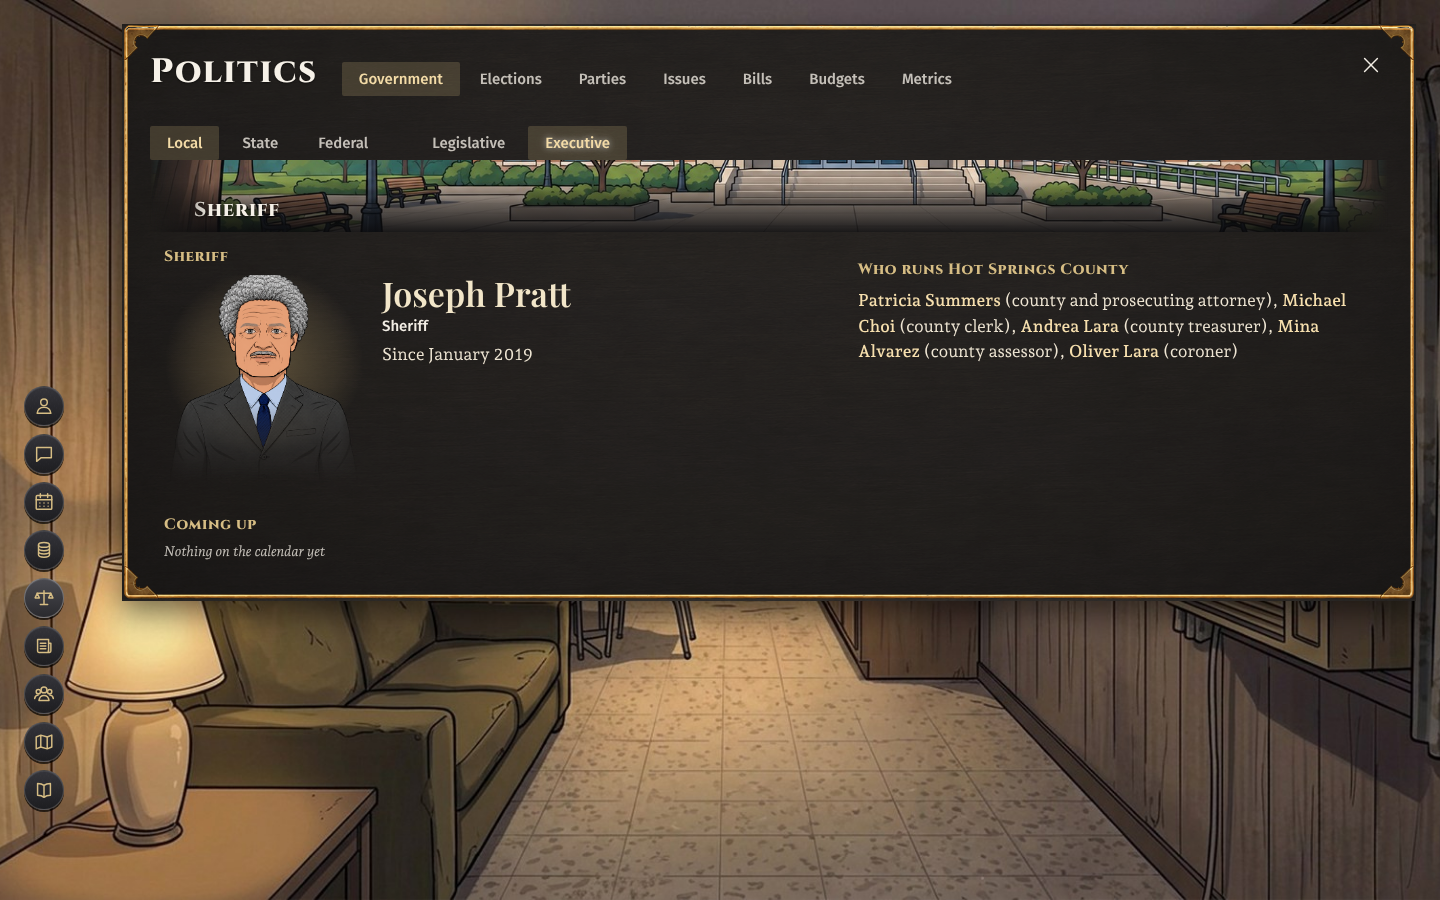 Politics
Government
Elections
Parties
Issues
Bills
Budgets
Metrics
Local
State
Federal
Legislative
Executive
Sheriff
Sheriff
Joseph Pratt
Sheriff
Since January 2019
Who runs Hot Springs County
Patricia Summers (county and prosecuting attorney), Michael
Choi (county clerk), Andrea Lara (county treasurer), Mina
Alvarez (county assessor), Oliver Lara (coroner)
Coming up
Nothing on the calendar yet